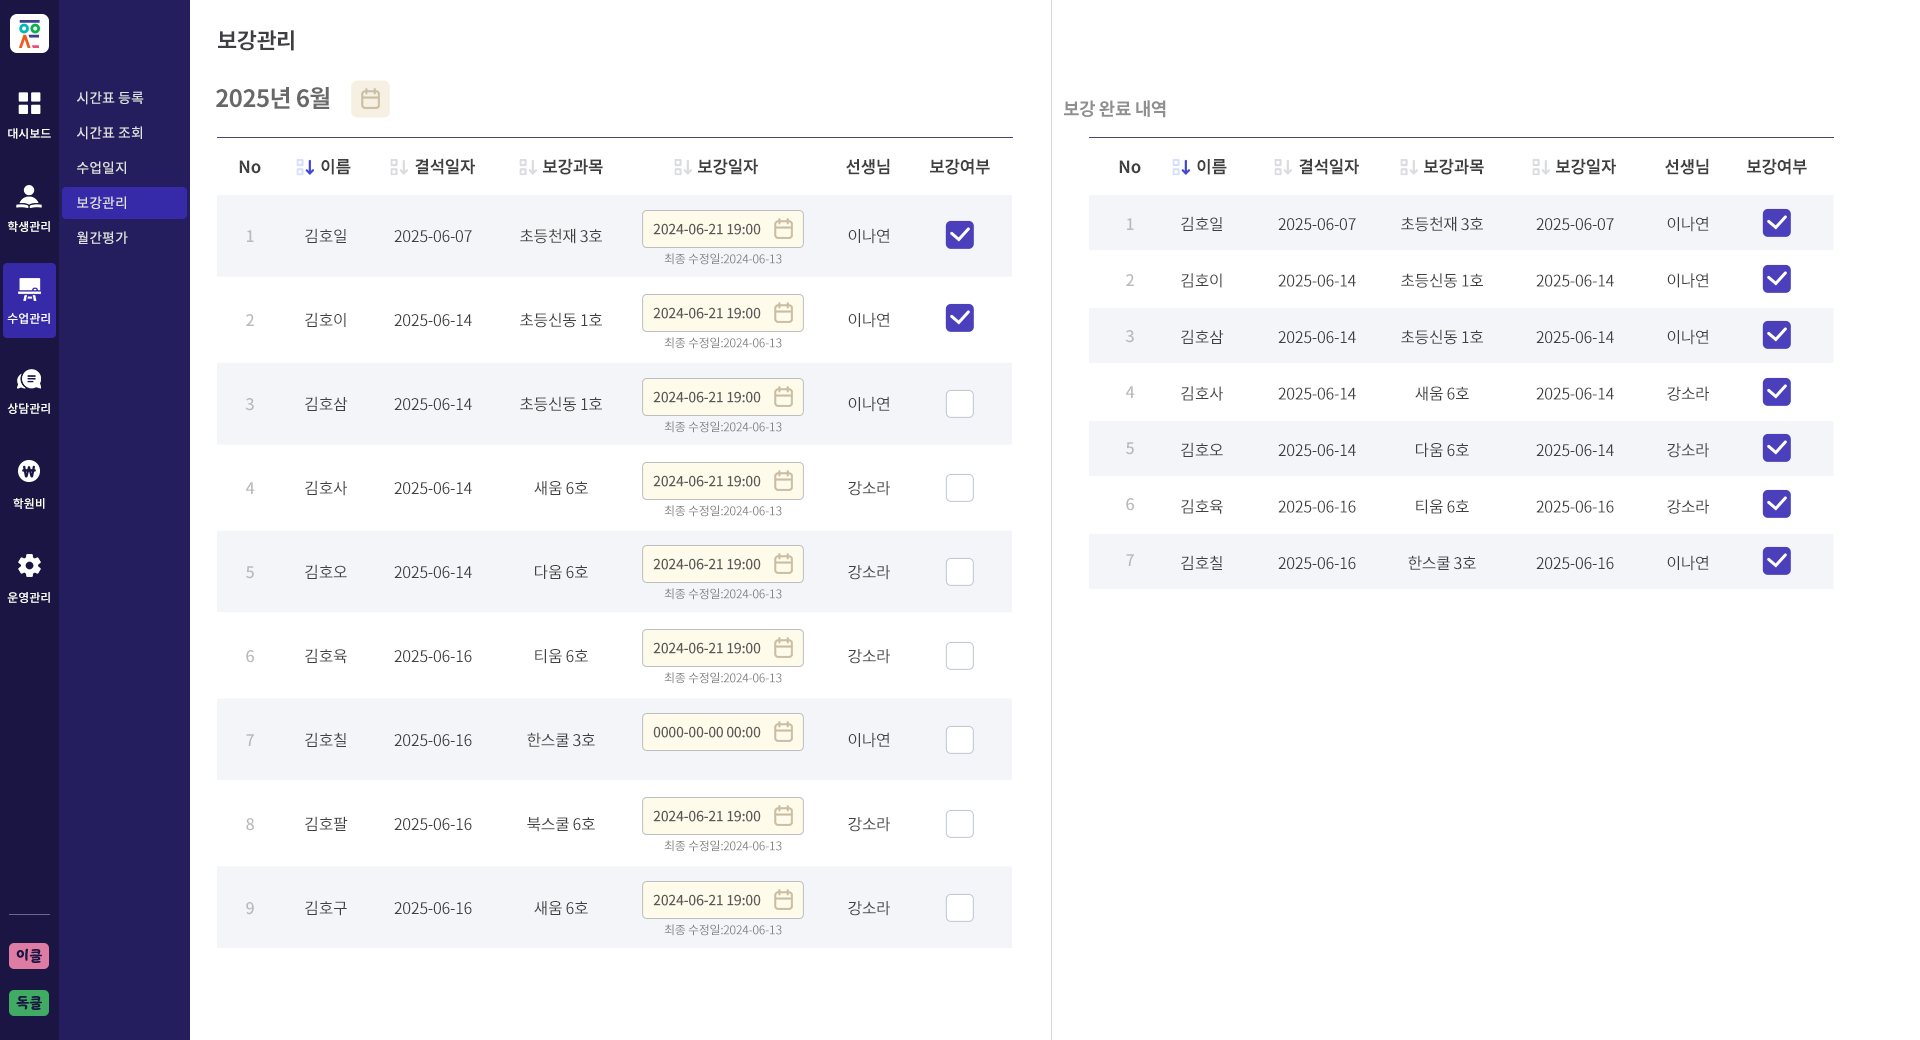 대시보드
학생관리
수업관리
상담관리
학원비
운영관리
이클
독클
시간표 등록
시간표 조회
수업일지
보강관리
월간평가
보강관리
2025년 6월
No 이름 결석일자 보강과목 보강일자 선생님 보강여부
1 김호일 2025-06-07 초등천재 3호 2024-06-21 19:00 이나연
최종 수정일:2024-06-13
2 김호이 2025-06-14 초등신동 1호 2024-06-21 19:00 이나연
최종 수정일:2024-06-13
3 김호삼 2025-06-14 초등신동 1호 2024-06-21 19:00 이나연
최종 수정일:2024-06-13
4 김호사 2025-06-14 새움 6호 2024-06-21 19:00 강소라
최종 수정일:2024-06-13
5 김호오 2025-06-14 다움 6호 2024-06-21 19:00 강소라
최종 수정일:2024-06-13
6 김호육 2025-06-16 티움 6호 2024-06-21 19:00 강소라
최종 수정일:2024-06-13
7 김호칠 2025-06-16 한스쿨 3호 0000-00-00 00:00 이나연
8 김호팔 2025-06-16 북스쿨 6호 2024-06-21 19:00 강소라
최종 수정일:2024-06-13
9 김호구 2025-06-16 새움 6호 2024-06-21 19:00 강소라
최종 수정일:2024-06-13
보강 완료 내역
No 이름 결석일자 보강과목 보강일자 선생님 보강여부
1 김호일 2025-06-07 초등천재 3호 2025-06-07 이나연
2 김호이 2025-06-14 초등신동 1호 2025-06-14 이나연
3 김호삼 2025-06-14 초등신동 1호 2025-06-14 이나연
4 김호사 2025-06-14 새움 6호 2025-06-14 강소라
5 김호오 2025-06-14 다움 6호 2025-06-14 강소라
6 김호육 2025-06-16 티움 6호 2025-06-16 강소라
7 김호칠 2025-06-16 한스쿨 3호 2025-06-16 이나연